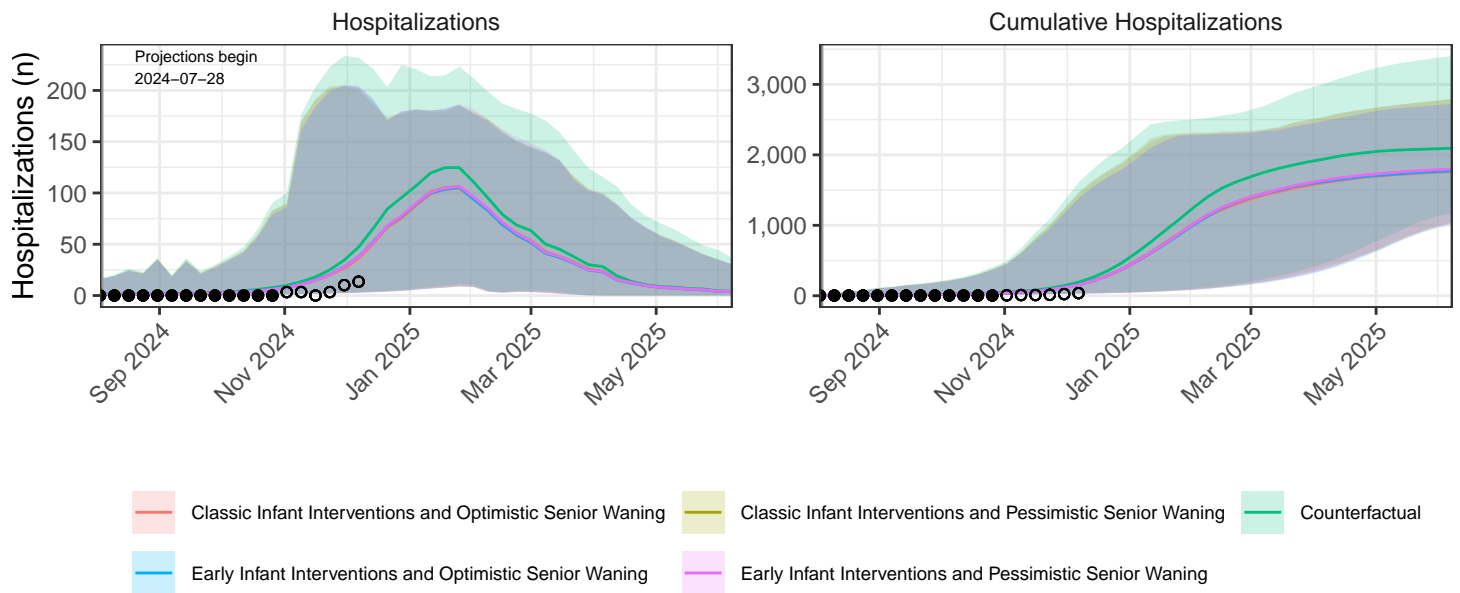 Hospitalizations
Cumulative Hospitalizations
Hospitalizations (n)
Projections begin
2024−07−28
200
150
100
50
0
3,000
2,000
1,000
0
Sep 2024
Nov 2024
Jan 2025
Mar 2025
May 2025
Sep 2024
Nov 2024
Jan 2025
Mar 2025
May 2025
Classic Infant Interventions and Optimistic Senior Waning
Classic Infant Interventions and Pessimistic Senior Waning
Counterfactual
Early Infant Interventions and Optimistic Senior Waning
Early Infant Interventions and Pessimistic Senior Waning